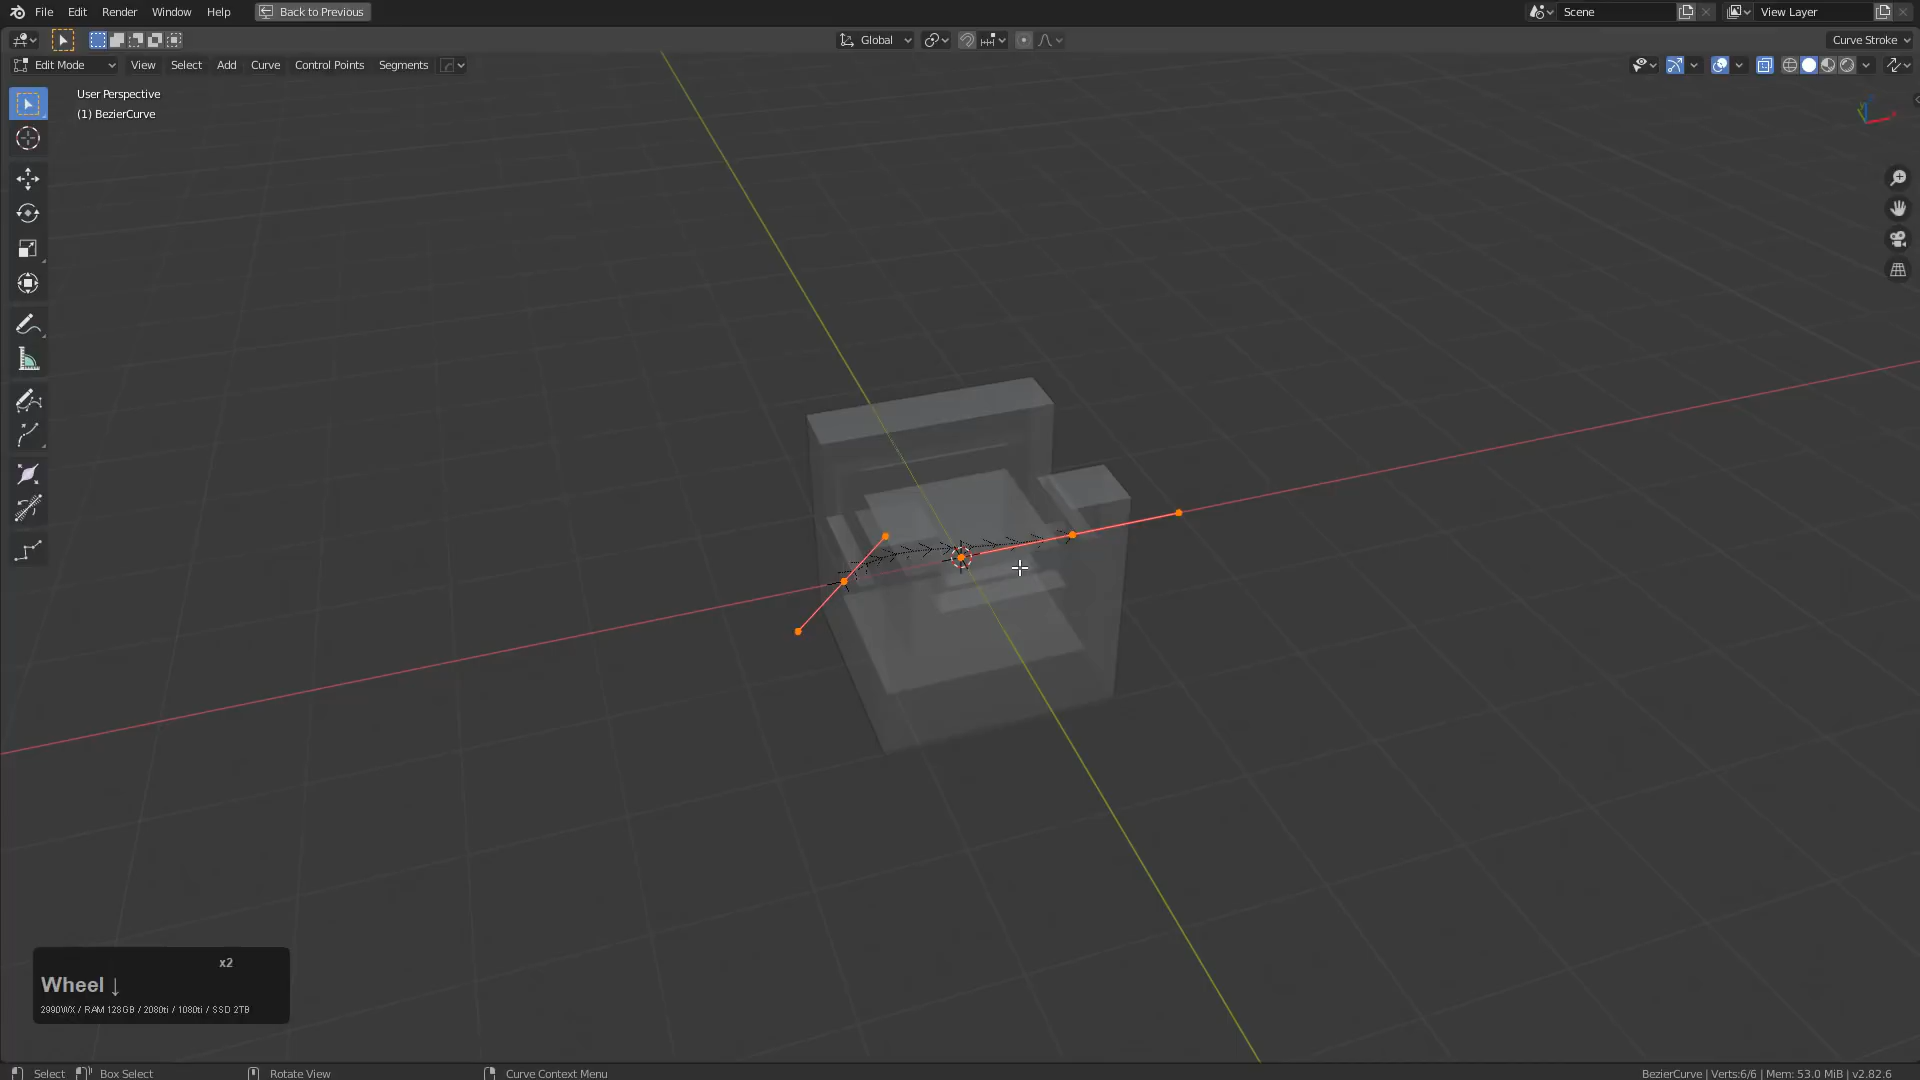 File Edit Render Window Help Back to Previous Scene View Layer
Global Curve Stroke
Edit Mode View Select Add Curve Control Points Segments
User Perspective
(1) BezierCurve
x2
Wheel ↓
2990WX / RAM 128GB / 2080ti / 1080ti / SSD 2TB
Select Box Select Rotate View Curve Context Menu BezierCurve | Verts:6/6 | Mem: 53.0 MiB | v2.82.6